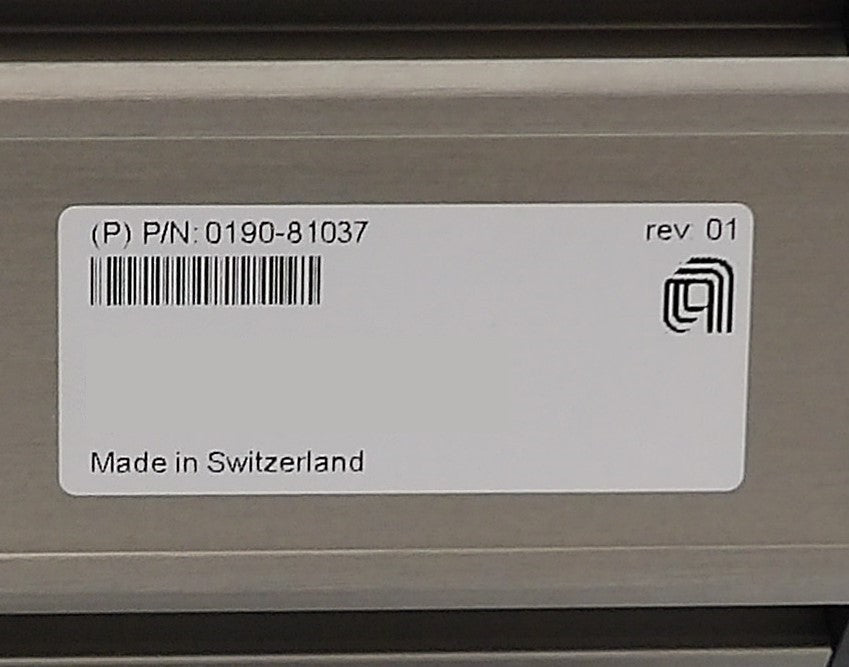 (P) P/N: 0190-81037
rev. 01
Made in Switzerland